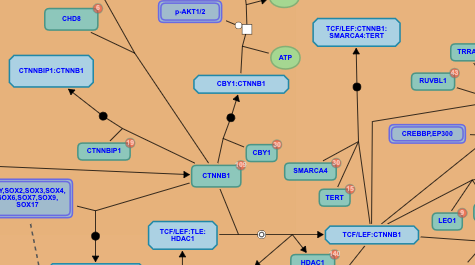 CHD8
6
p-AKT1/2
ATP
TCF/LEF:CTNNB1:
SMARCA4:TERT
TRRA
RUVBL1
CTNNBIP1:CTNNB1
CBY1:CTNNB1
CREBBP,EP300
CTNNBIP1
CBY1
CTNNB1
SMARCA4
TERT
Y,SOX2,SOX3,SOX4,
SOX6,SOX7,SOX9,
SOX17
LEO1
TCF/LEF:TLE:
HDAC1
TCF/LEF:CTNNB1
HDAC1